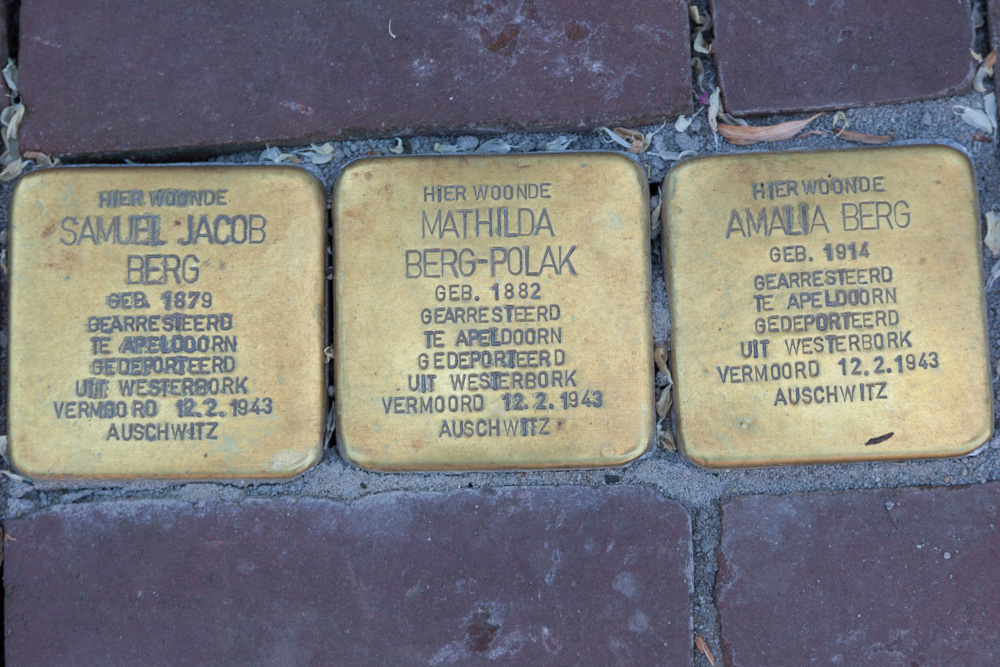 HIER WOONDE
SAMUEL JACOB
BERG
GEB. 1879
GEARRESTEERD
TE APELDOORN
GEDEPORTEERD
UIT WESTERBORK
VERMOORD 12.2.1943
AUSCHWITZ
HIER WOONDE
MATHILDA
BERG-POLAK
GEB. 1882
GEARRESTEERD
TE APELDOORN
GEDEPORTEERD
UIT WESTERBORK
VERMOORD 12.2.1943
AUSCHWITZ
HIER WOONDE
AMALIA BERG
GEB. 1914
GEARRESTEERD
TE APELDOORN
GEDEPORTEERD
UIT WESTERBORK
VERMOORD 12.2.1943
AUSCHWITZ